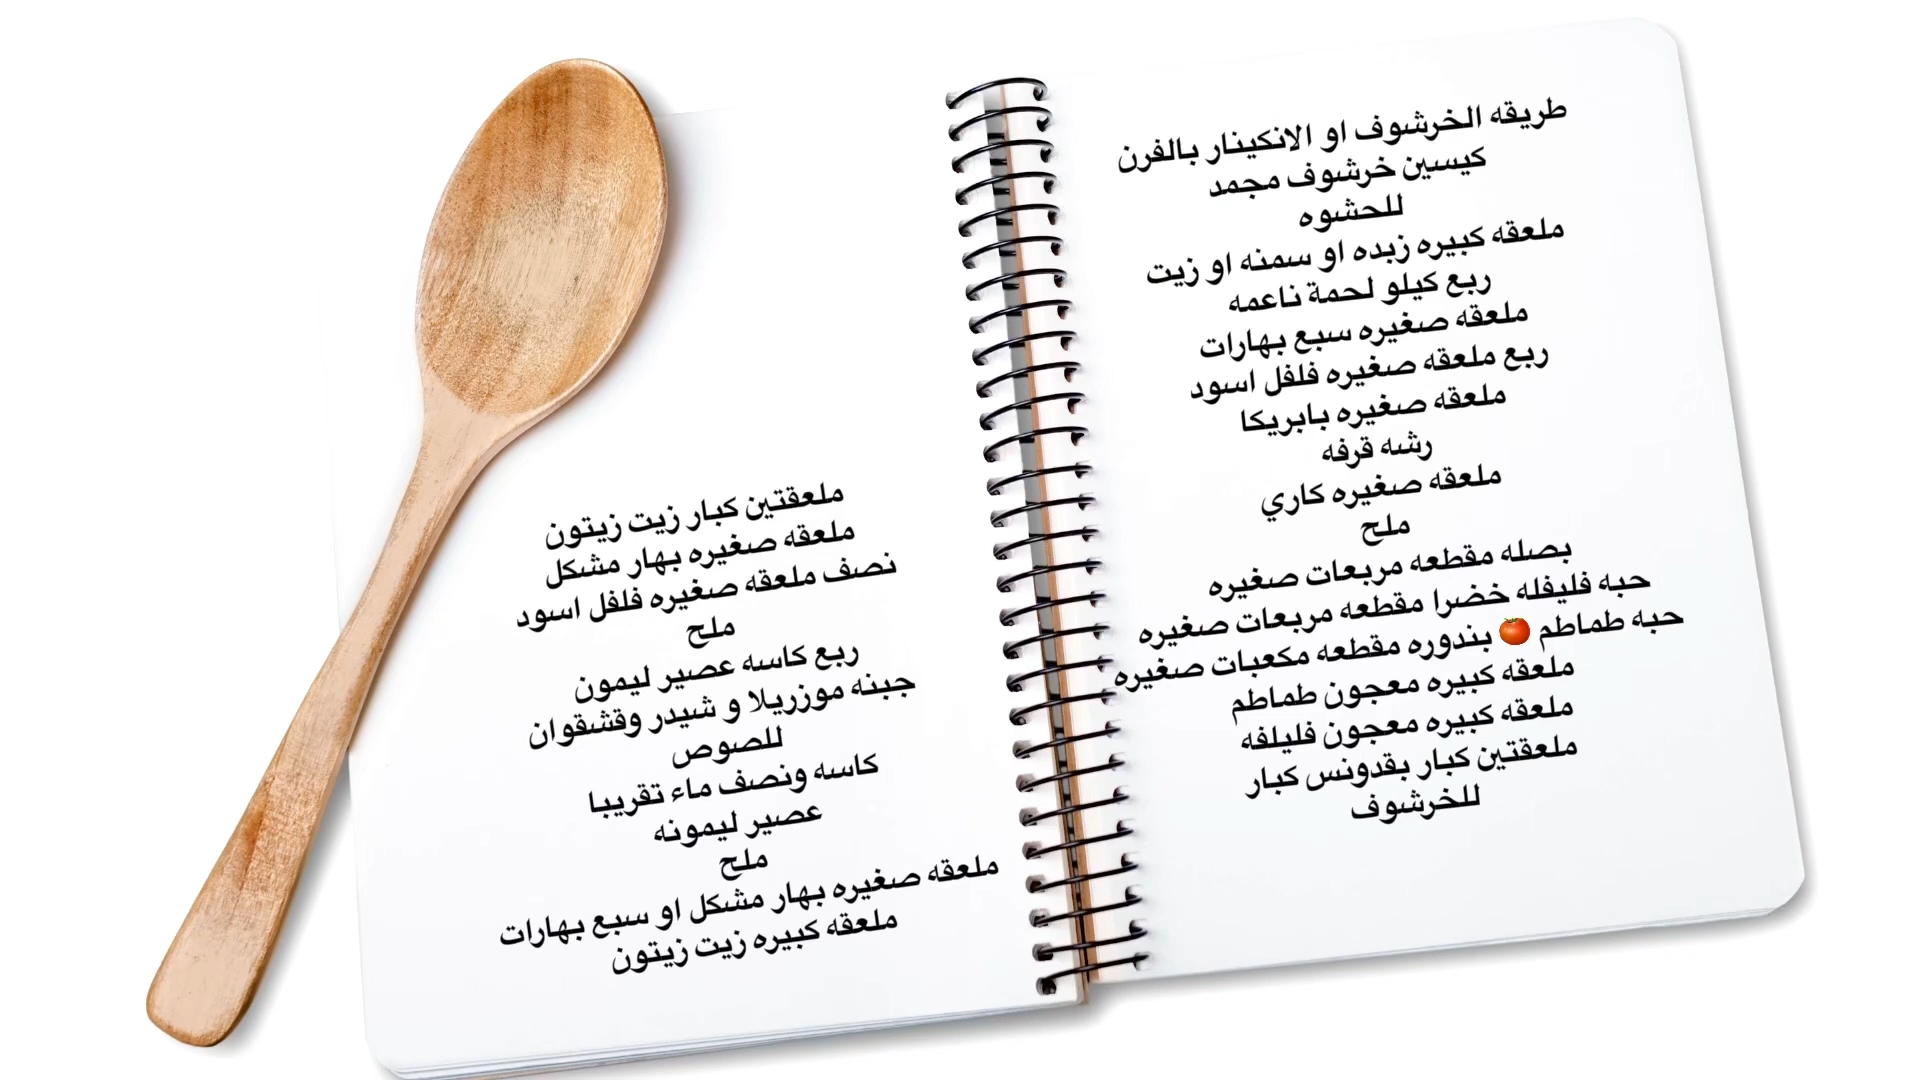 طريقه الخرشوف او الانكينار بالفرن
كيسين خرشوف مجمد
للحشوه
ملعقه كبيره زبده او سمنه او زيت
ربع كيلو لحمة ناعمه
ملعقه صغيره سبع بهارات
ربع ملعقه صغيره فلفل اسود
ملعقه صغيره بابريكا
رشه قرفه
ملعقه صغيره كاري
ملح
بصله مقطعه مربعات صغيره
حبه فليفله خضرا مقطعه مربعات صغيره
حبه طماطم 🍅 بندوره مقطعه مكعبات صغيره
ملعقه كبيره معجون طماطم
ملعقه كبيره معجون فليلفه
ملعقتين كبار بقدونس كبار
للخرشوف
ملعقتين كبار زيت زيتون
ملعقه صغيره بهار مشكل
نصف ملعقه صغيره فلفل اسود
ملح
ربع كاسه عصير ليمون
جبنه موزريلا و شيدر وقشقوان
للصوص
كاسه ونصف ماء تقريبا
عصير ليمونه
ملح
ملعقه صغيره بهار مشكل او سبع بهارات
ملعقه كبيره زيت زيتون